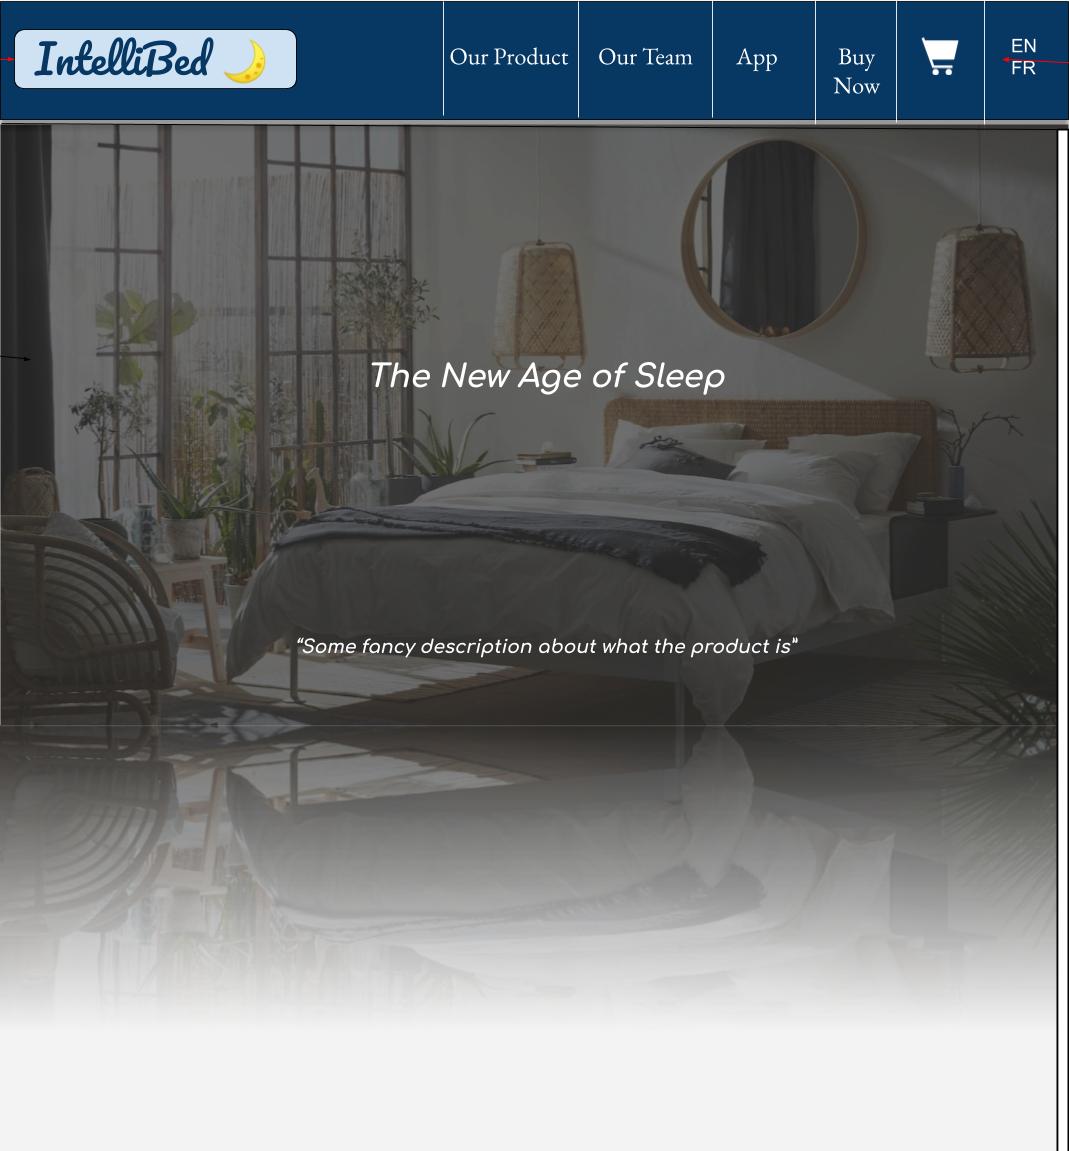 IntelliBed
Our Product
Our Team
App
Buy
Now
EN
FR
The New Age of Sleep
“Some fancy description about what the product is”